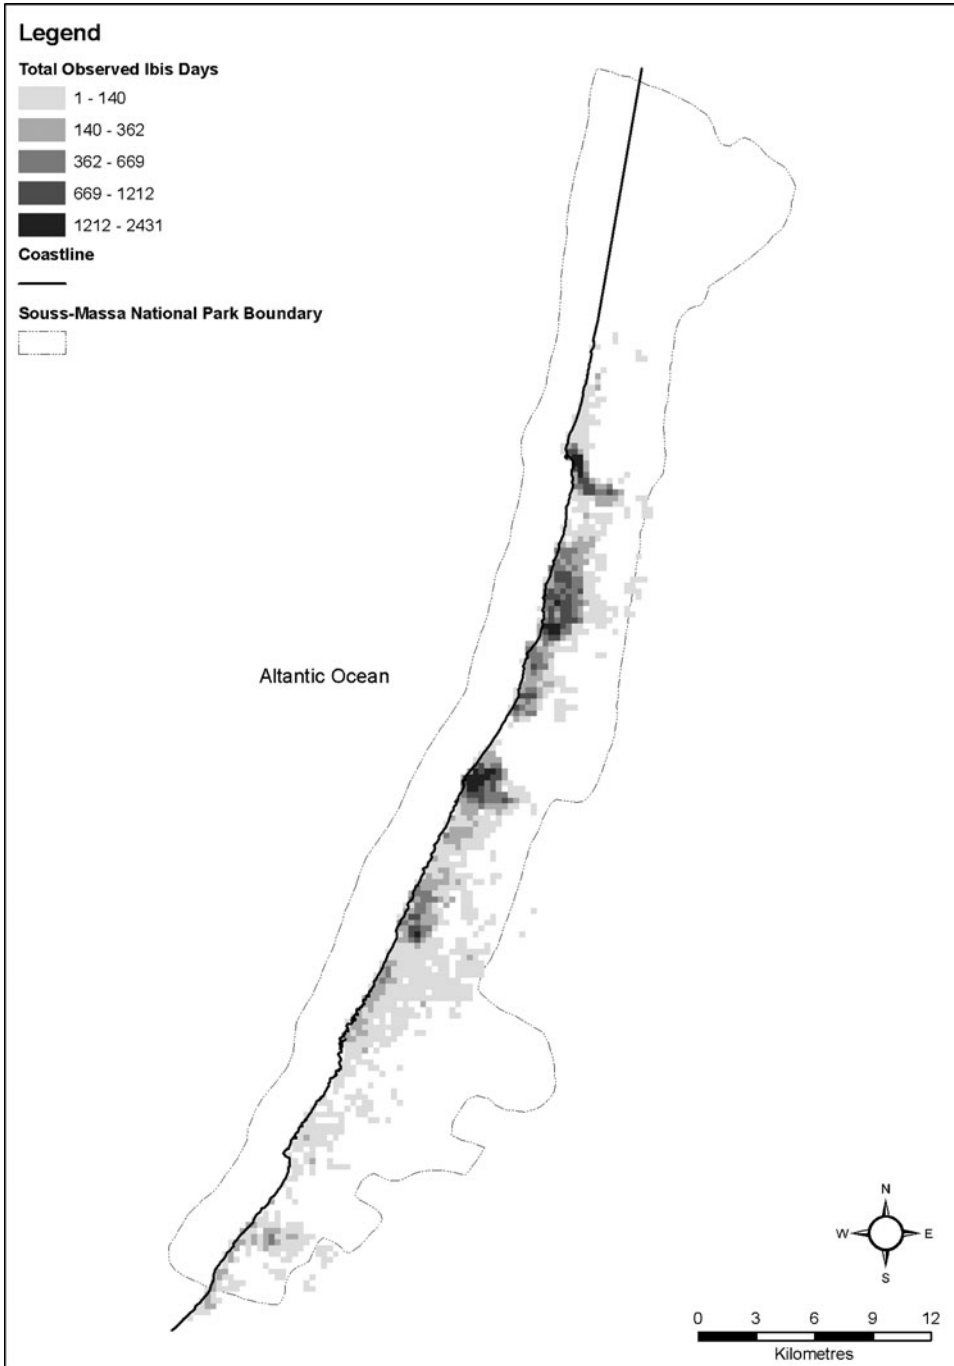 Legend
Total Observed Ibis Days
1 - 140
140 - 362
362 - 669
669 - 1212
1212 - 2431
Coastline
Souss-Massa National Park Boundary
Altantic Ocean
N
W E
S
0 3 6 9 12
Kilometres